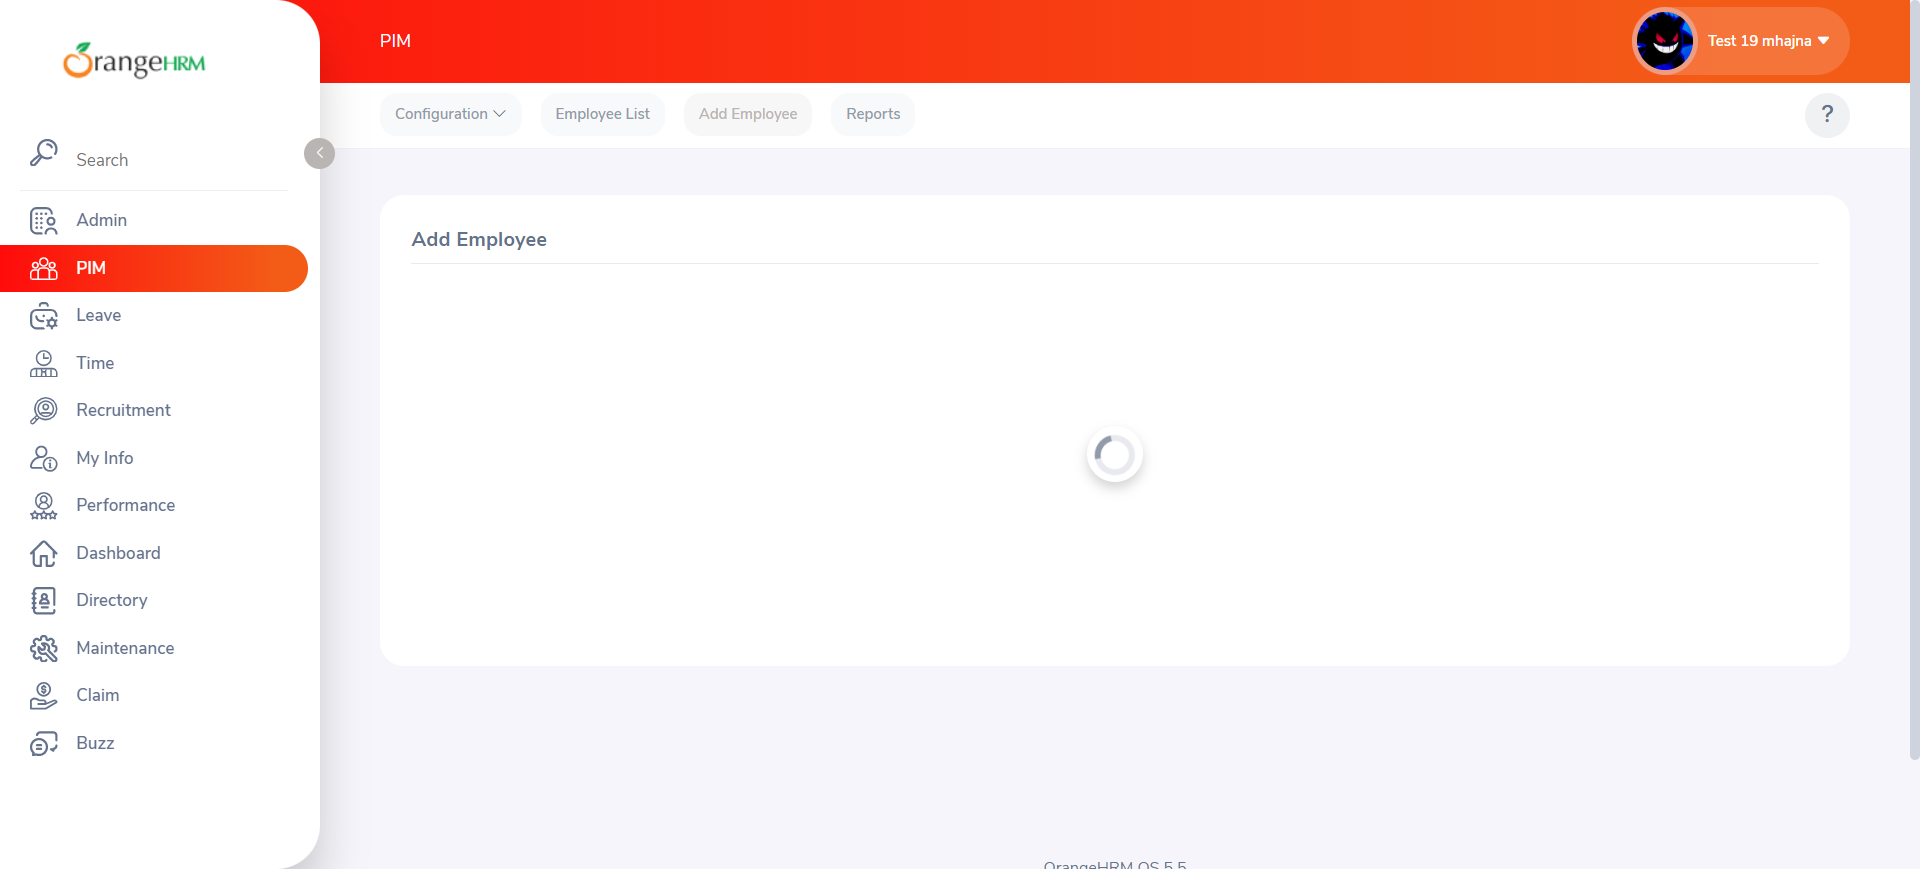 OrangeHRM
PIM
Test 19 mhajna
Configuration
Employee List
Add Employee
Reports
?
Search
Admin
PIM
Leave
Time
Recruitment
My Info
Performance
Dashboard
Directory
Maintenance
Claim
Buzz
Add Employee
OrangeHRM OS 5.5